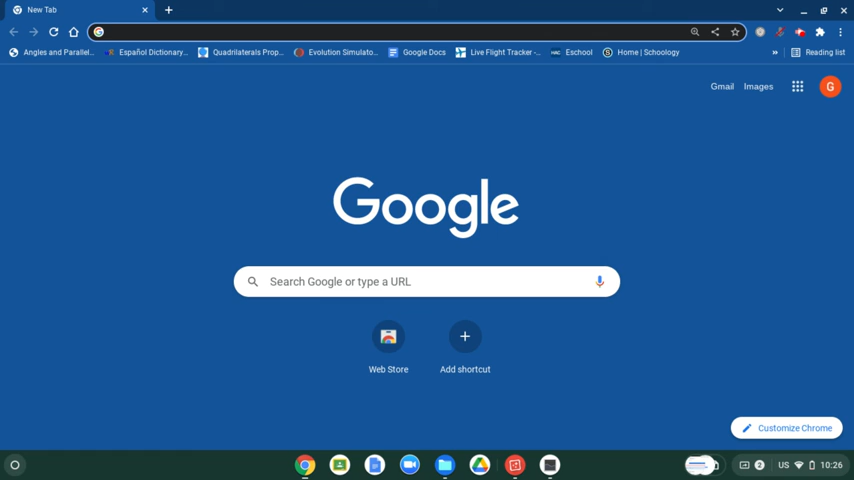 New Tab
Angles and Parallel...
Español Dictionary...
Quadrilaterals Prop...
Evolution Simulato...
Google Docs
Live Flight Tracker -...
HAC
Eschool
Home | Schoology
»
Reading list
Gmail
Images
G
Google
Search Google or type a URL
Web Store
Add shortcut
Customize Chrome
2
US
10:26